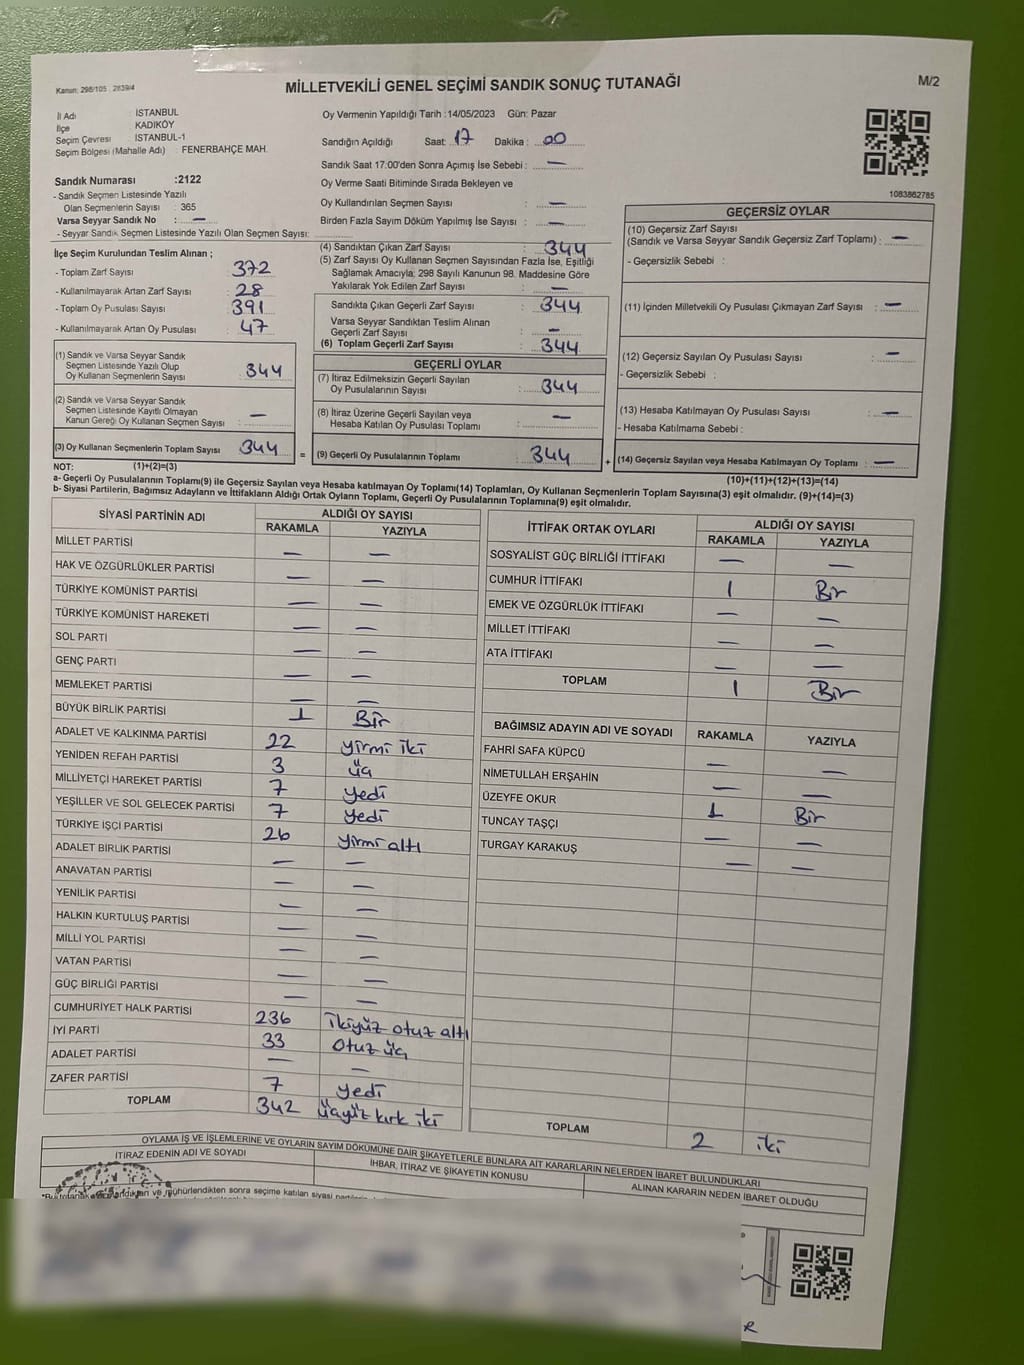 Kanun: 298/105 . 2839/4
MİLLETVEKİLİ GENEL SEÇİMİ SANDIK SONUÇ TUTANAĞI
M/2
İl Adı : İSTANBUL
İlçe : KADIKÖY
Seçim Çevresi : İSTANBUL-1
Seçim Bölgesi (Mahalle Adı) : FENERBAHÇE MAH.
Sandık Numarası :2122
- Sandık Seçmen Listesinde Yazılı
Olan Seçmenlerin Sayısı : 365
Varsa Seyyar Sandık No : —
- Seyyar Sandık Seçmen Listesinde Yazılı Olan Seçmen Sayısı:
Oy Vermenin Yapıldığı Tarih :14/05/2023 Gün: Pazar
Sandığın Açıldığı Saat: 17 Dakika : 00
Sandık Saat 17:00'den Sonra Açımış İse Sebebi : —
Oy Verme Saati Bitiminde Sırada Bekleyen ve
Oy Kullandırılan Seçmen Sayısı : —
Birden Fazla Sayım Döküm Yapılmış İse Sayısı : —
1083862785
İlçe Seçim Kurulundan Teslim Alınan ;
- Toplam Zarf Sayısı : 372
- Kullanılmayarak Artan Zarf Sayısı : 28
- Toplam Oy Pusulası Sayısı : 391
- Kullanılmayarak Artan Oy Pusulası : 47
(1) Sandık ve Varsa Seyyar Sandık
Seçmen Listesinde Yazılı Olup
Oy Kullanan Seçmenlerin Sayısı : 344
(2) Sandık ve Varsa Seyyar Sandık
Seçmen Listesinde Kayıtlı Olmayan
Kanun Gereği Oy Kullanan Seçmen Sayısı : —
(3) Oy Kullanan Seçmenlerin Toplam Sayısı 344
(4) Sandıktan Çıkan Zarf Sayısı : 344
(5) Zarf Sayısı Oy Kullanan Seçmen Sayısından Fazla İse, Eşitliği
Sağlamak Amacıyla; 298 Sayılı Kanunun 98. Maddesine Göre
Yakılarak Yok Edilen Zarf Sayısı : —
Sandıkta Çıkan Geçerli Zarf Sayısı : 344
Varsa Seyyar Sandıktan Teslim Alınan
Geçerli Zarf Sayısı : —
(6) Toplam Geçerli Zarf Sayısı : 344
GEÇERLİ OYLAR
(7) İtiraz Edilmeksizin Geçerli Sayılan
Oy Pusulalarının Sayısı : 344
(8) İtiraz Üzerine Geçerli Sayılan veya
Hesaba Katılan Oy Pusulası Toplamı : —
= (9) Geçerli Oy Pusulalarının Toplamı : 344
GEÇERSİZ OYLAR
(10) Geçersiz Zarf Sayısı
(Sandık ve Varsa Seyyar Sandık Geçersiz Zarf Toplamı) : —
- Geçersizlik Sebebi :
(11) İçinden Milletvekili Oy Pusulası Çıkmayan Zarf Sayısı : —
(12) Geçersiz Sayılan Oy Pusulası Sayısı : —
- Geçersizlik Sebebi :
(13) Hesaba Katılmayan Oy Pusulası Sayısı : —
- Hesaba Katılmama Sebebi :
+ (14) Geçersiz Sayılan veya Hesaba Katılmayan Oy Toplamı : —
NOT: (1)+(2)=(3) (10)+(11)+(12)+(13)=(14)
a- Geçerli Oy Pusulalarının Toplamı(9) ile Geçersiz Sayılan veya Hesaba katılmayan Oy Toplamı(14) Toplamları, Oy Kullanan Seçmenlerin Toplam Sayısına(3) eşit olmalıdır. (9)+(14)=(3)
b- Siyasi Partilerin, Bağımsız Adayların ve İttifakların Aldığı Ortak Oyların Toplamı, Geçerli Oy Pusulalarının Toplamına(9) eşit olmalıdır.
SİYASİ PARTİNİN ADI ALDIĞI OY SAYISI
RAKAMLA YAZIYLA
MİLLET PARTİSİ — —
HAK VE ÖZGÜRLÜKLER PARTİSİ — —
TÜRKİYE KOMÜNİST PARTİSİ — —
TÜRKİYE KOMÜNİST HAREKETİ — —
SOL PARTİ — —
GENÇ PARTI — —
MEMLEKET PARTİSİ — —
BÜYÜK BİRLİK PARTİSİ 1 Bir
ADALET VE KALKINMA PARTİSİ 22 yirmi iki
YENİDEN REFAH PARTİSİ 3 üç
MİLLİYETÇİ HAREKET PARTİSİ 7 yedi
YEŞİLLER VE SOL GELECEK PARTİSİ 7 yedi
TÜRKİYE İŞÇİ PARTİSİ 26 yirmi altı
ADALET BİRLİK PARTİSİ — —
ANAVATAN PARTİSİ — —
YENİLİK PARTİSİ — —
HALKIN KURTULUŞ PARTİSİ — —
MİLLİ YOL PARTİSİ — —
VATAN PARTİSİ — —
GÜÇ BİRLİĞİ PARTİSİ — —
CUMHURİYET HALK PARTİSİ 236 ikiyüz otuz altı
İYİ PARTİ 33 otuz üç
ADALET PARTİSİ — —
ZAFER PARTİSİ 7 yedi
TOPLAM 342 üçyüz kırk iki
İTTİFAK ORTAK OYLARI ALDIĞI OY SAYISI
RAKAMLA YAZIYLA
SOSYALİST GÜÇ BİRLİĞİ İTTİFAKI — —
CUMHUR İTTİFAKI 1 Bir
EMEK VE ÖZGÜRLÜK İTTİFAKI — —
MİLLET İTTİFAKI — —
ATA İTTİFAKI — —
TOPLAM 1 Bir
BAĞIMSIZ ADAYIN ADI VE SOYADI RAKAMLA YAZIYLA
FAHRİ SAFA KÜPCÜ — —
NİMETULLAH ERŞAHİN — —
ÜZEYFE OKUR 1 Bir
TUNCAY TAŞÇI — —
TURGAY KARAKUŞ — —
TOPLAM 2 iki
OYLAMA İŞ VE İŞLEMLERİNE VE OYLARIN SAYIM DÖKÜMÜNE DAİR ŞİKAYETLERLE BUNLARA AİT KARARLARIN NELERDEN İBARET BULUNDUKLARI
İTİRAZ EDENİN ADI VE SOYADI İHBAR, İTİRAZ VE ŞİKAYETİN KONUSU ALINAN KARARIN NEDEN İBARET OLDUĞU
mühürlendikten sonra seçime katılan siyasi